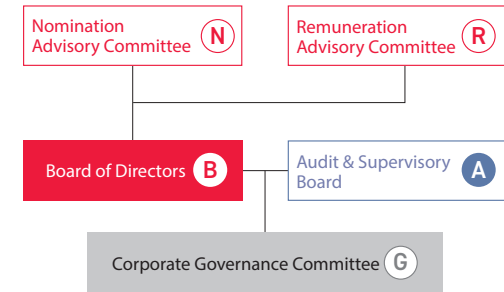 Nomination
Advisory Committee N
Remuneration
Advisory Committee R
Board of Directors B
Audit & Supervisory
Board A
Corporate Governance Committee G